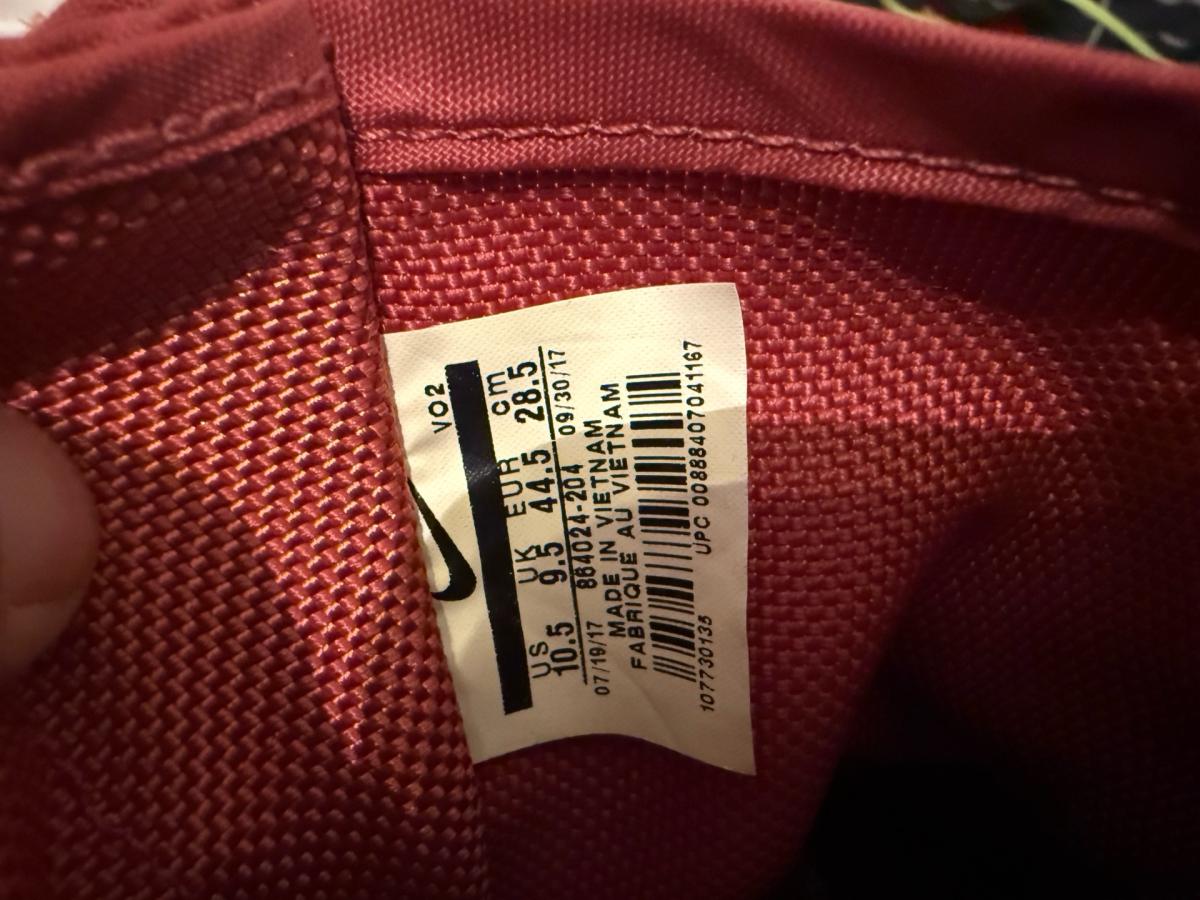 VO2
US UK EUR cm
10.5 9.5 44.5 28.5
864024-204
07/19/17 09/30/17
MADE IN VIETNAM
FABRIQUE AU VIETNAM
1077730135 UPC 00888407041167